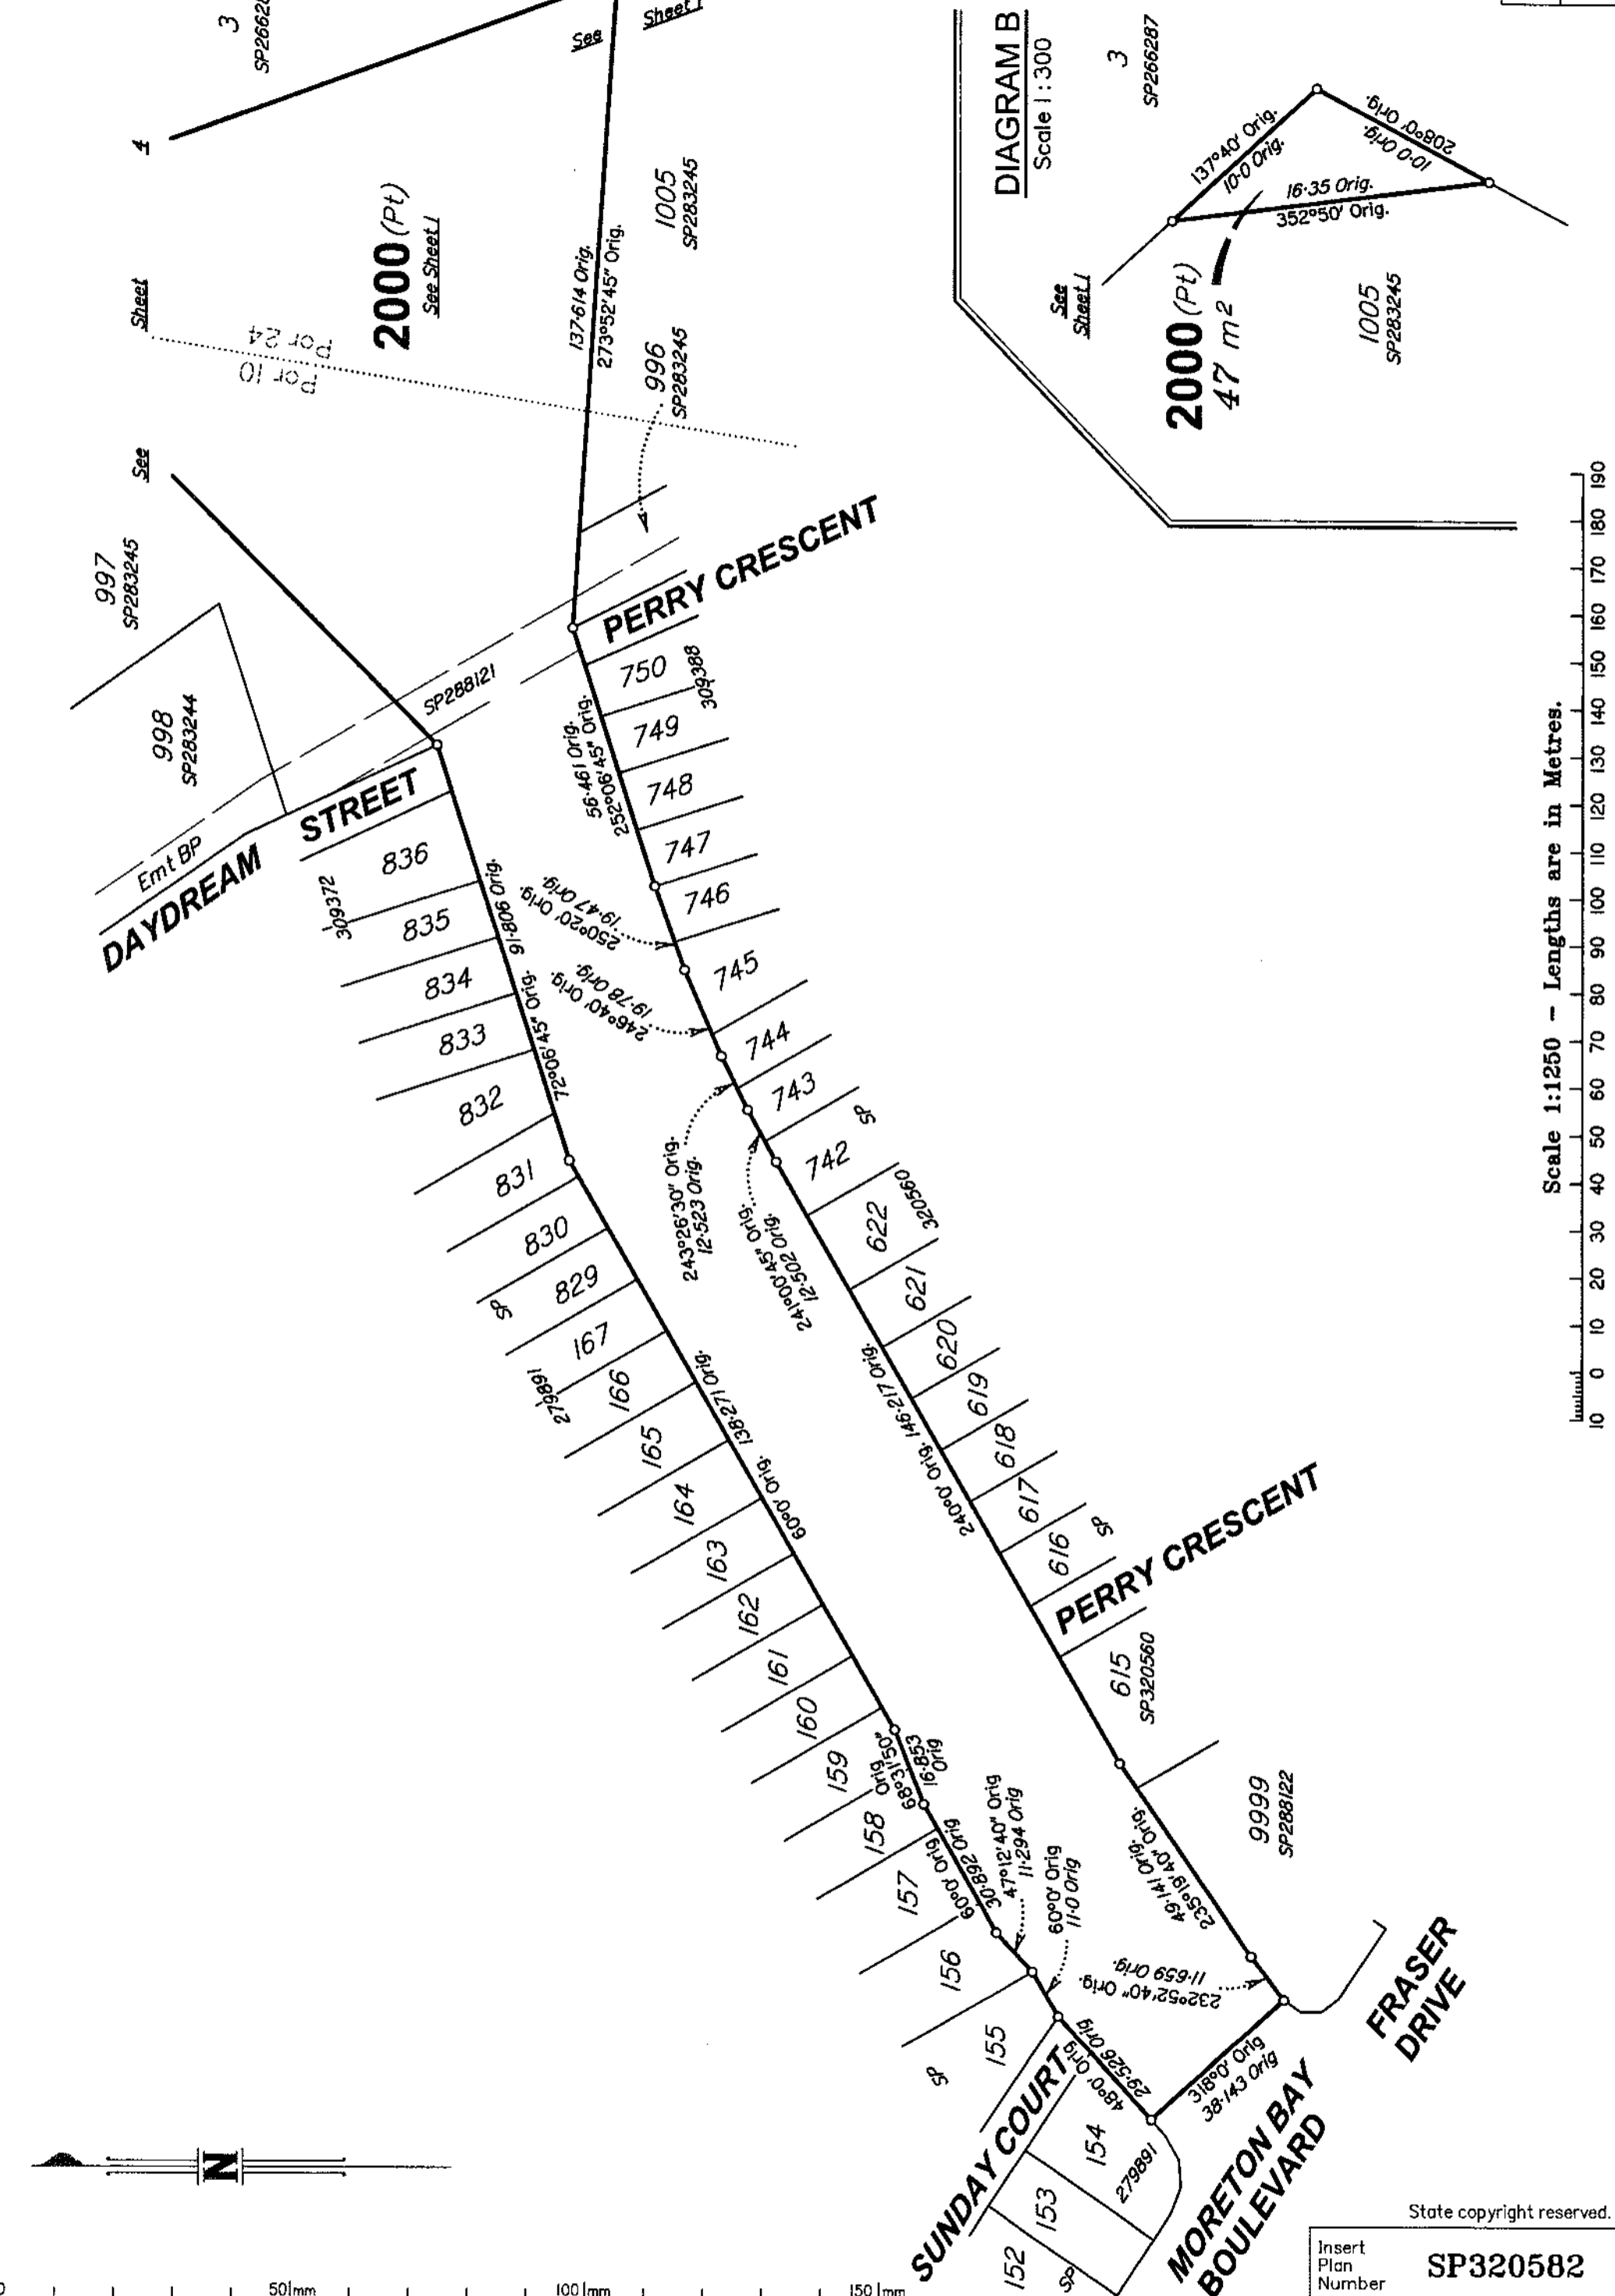 3
SP26628
4
Sheet
See
See
Sheet 1
2000 (Pt)
See Sheet 1
Por 24
Por 10
137·614 Orig.
273°52'45" Orig.
1005
SP283245
996
SP283245
997
SP283245
998
SP283244
SP288121
Emt BP
DAYDREAM STREET
PERRY CRESCENT
DIAGRAM B
Scale 1:300
3
SP266287
137°40' Orig.
10·0 Orig.
208°0' Orig.
10·0 Orig.
16·35 Orig.
352°50' Orig.
See
Sheet 1
2000 (Pt)
47 m²
1005
SP283245
750
309388
749
748
747
746
745
744
743
SP
742
56·461 Orig.
252°06'45" Orig.
250°20' Orig.
19·47 Orig.
246°40' Orig.
19·78 Orig.
243°26'30" Orig.
12·523 Orig.
241°00'45" Orig.
12·502 Orig.
836
309372
835
834
833
832
831
830
829
SP
72°06'45" Orig. 91·806 Orig.
167
279891
166
165
164
163
162
161
160
159
158
157
156
155
SP
60°0' Orig. 138·271 Orig.
622
320560
621
620
619
618
617
616
SP
240°0' Orig. 146·217 Orig.
PERRY CRESCENT
615
SP320560
9999
SP288122
68°31'50" Orig
16·853 Orig
60°0' Orig
30·892 Orig
47°12'40" Orig
11·294 Orig
60°0' Orig
11·0 Orig
49·141 Orig.
235°19'40" Orig.
232°52'40" Orig.
11·659 Orig.
48°0' Orig
29·526 Orig
318°0' Orig
38·143 Orig
FRASER
DRIVE
SUNDAY COURT
154
279891
153
152
SP
MORETON BAY
BOULEVARD
N
Scale 1:1250 – Lengths are in Metres.
10 0 10 20 30 40 50 60 70 80 90 100 110 120 130 140 150 160 170 180 190
0 50mm 100mm 150mm
State copyright reserved.
Insert
Plan
Number
SP320582